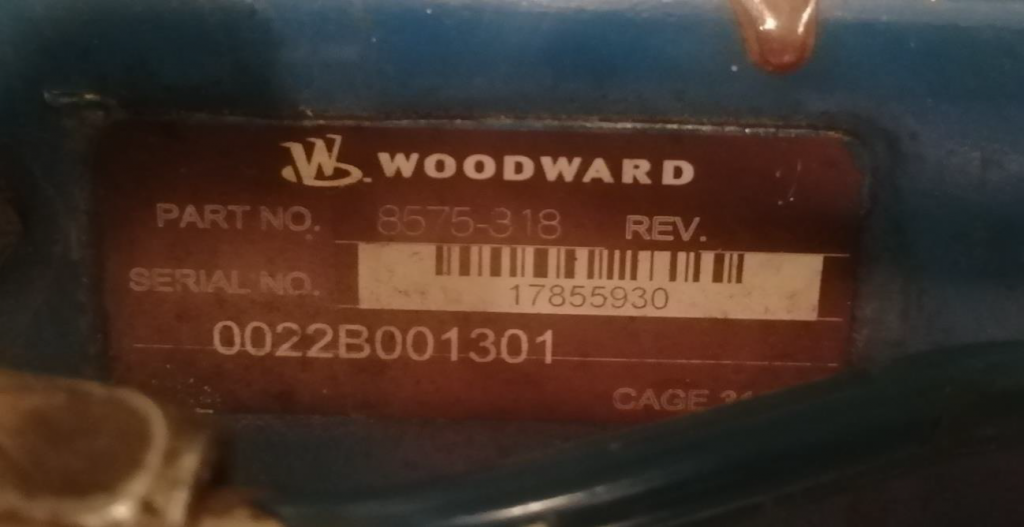 W WOODWARD
PART NO. 8575-318 REV.
SERIAL NO. 17855930
0022B001301
CAGE